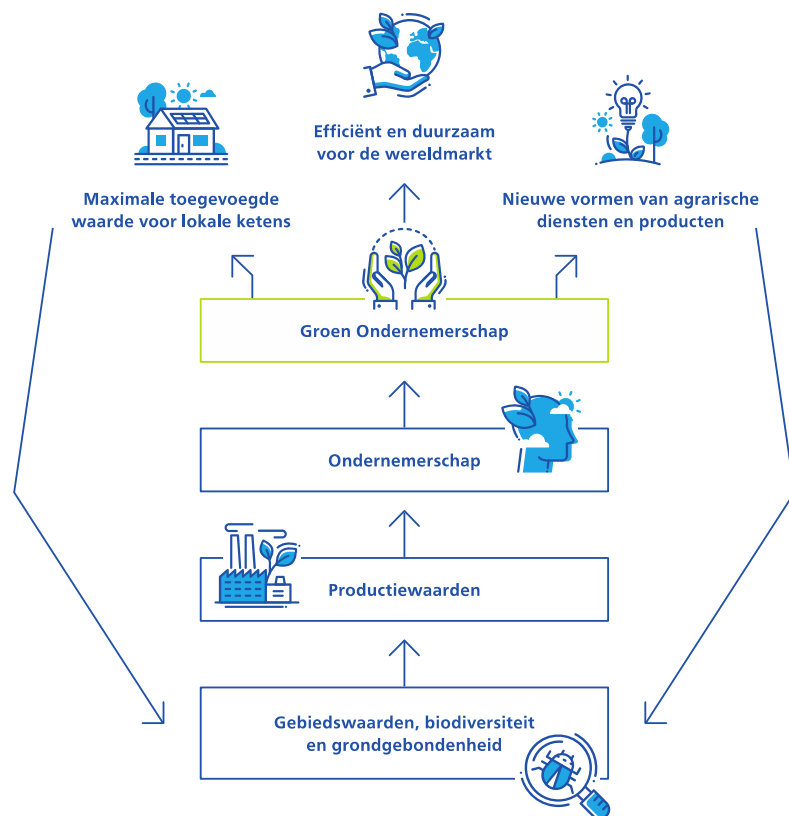 Efficiënt en duurzaam
voor de wereldmarkt
Maximale toegevoegde
waarde voor lokale ketens
Nieuwe vormen van agrarische
diensten en producten
Groen Ondernemerschap
Ondernemerschap
Productiewaarden
Gebiedswaarden, biodiversiteit
en grondgebondenheid